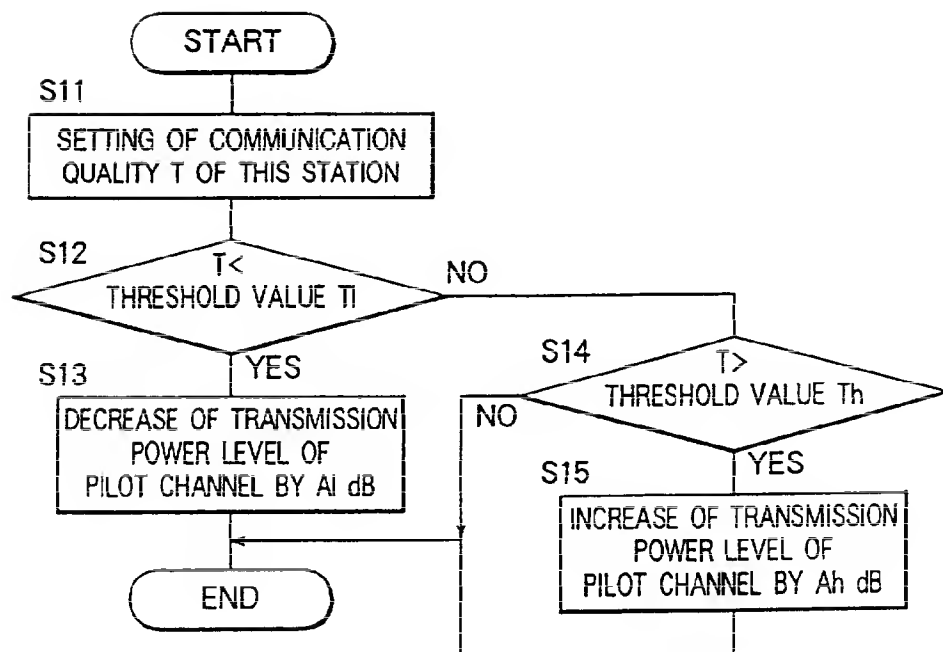 START
S11
SETTING OF COMMUNICATION
QUALITY T OF THIS STATION
S12
T<
THRESHOLD VALUE Tl
NO
YES
S13
DECREASE OF TRANSMISSION
POWER LEVEL OF
PILOT CHANNEL BY Al dB
S14
T>
THRESHOLD VALUE Th
NO
YES
S15
INCREASE OF TRANSMISSION
POWER LEVEL OF
PILOT CHANNEL BY Ah dB
END